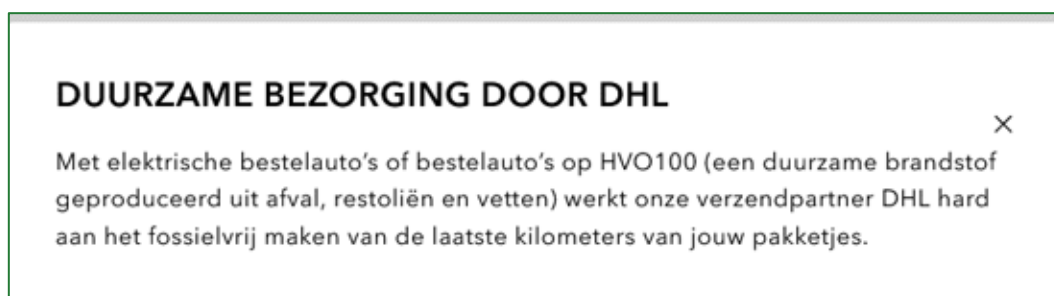 DUURZAME BEZORGING DOOR DHL
Met elektrische bestelauto's of bestelauto's op HVO100 (een duurzame brandstof
geproduceerd uit afval, restoliën en vetten) werkt onze verzendpartner DHL hard
aan het fossielvrij maken van de laatste kilometers van jouw pakketjes.